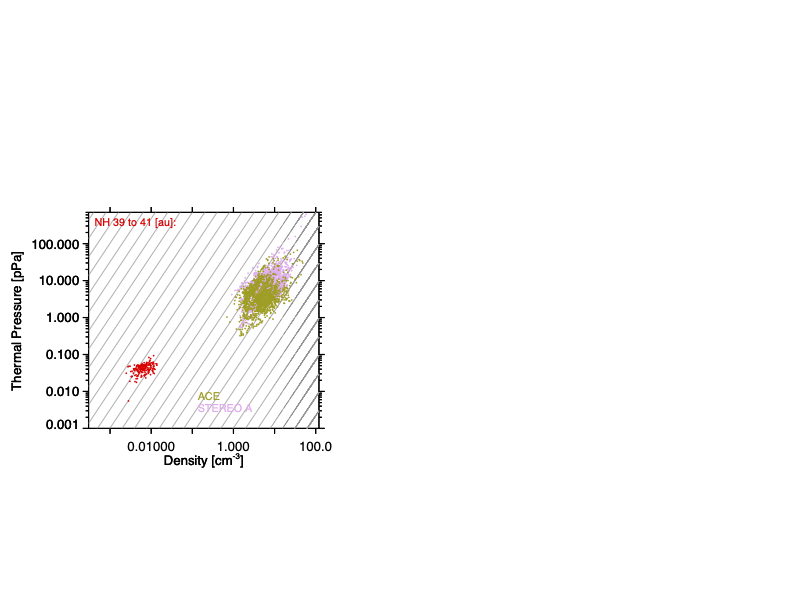 NH 39 to 41 [au]:
100.000
10.000
1.000
0.100
0.010
0.001
Thermal Pressure [pPa]
ACE
STEREO A
0.01000 1.000 100.0
Density [cm-3]